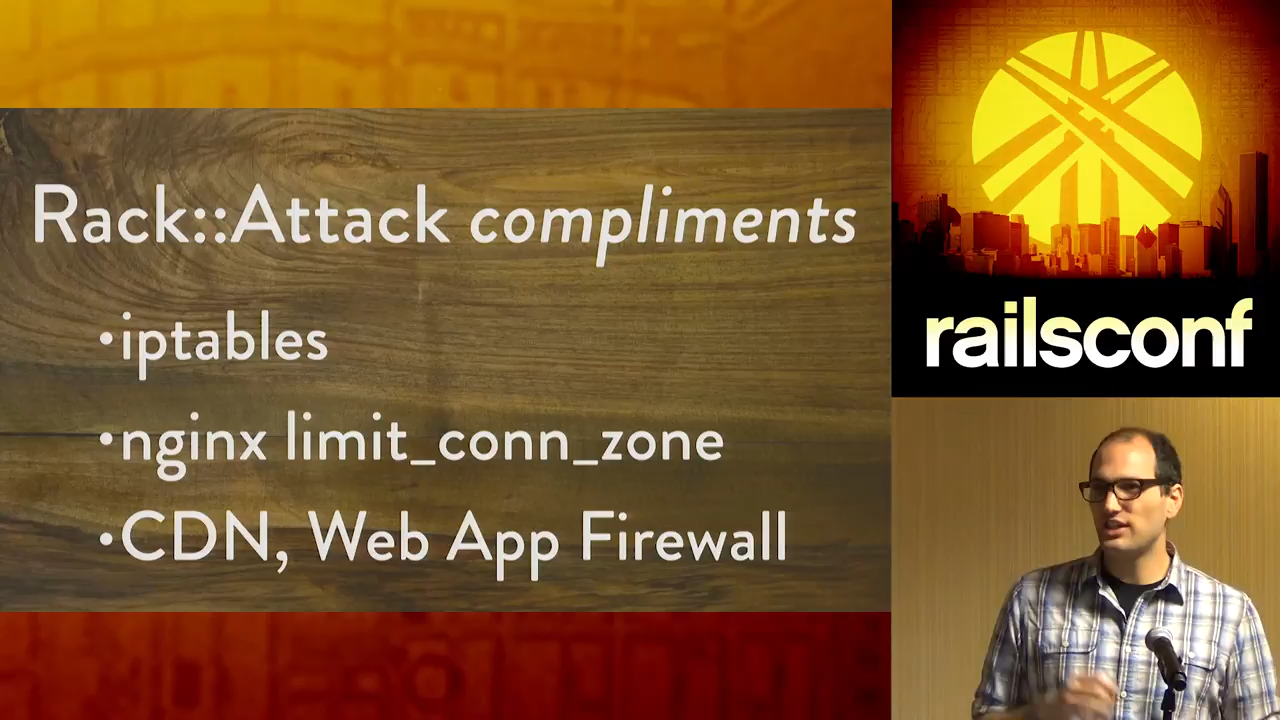 Rack::Attack compliments
•iptables
•nginx limit_conn_zone
•CDN, Web App Firewall
railsconf